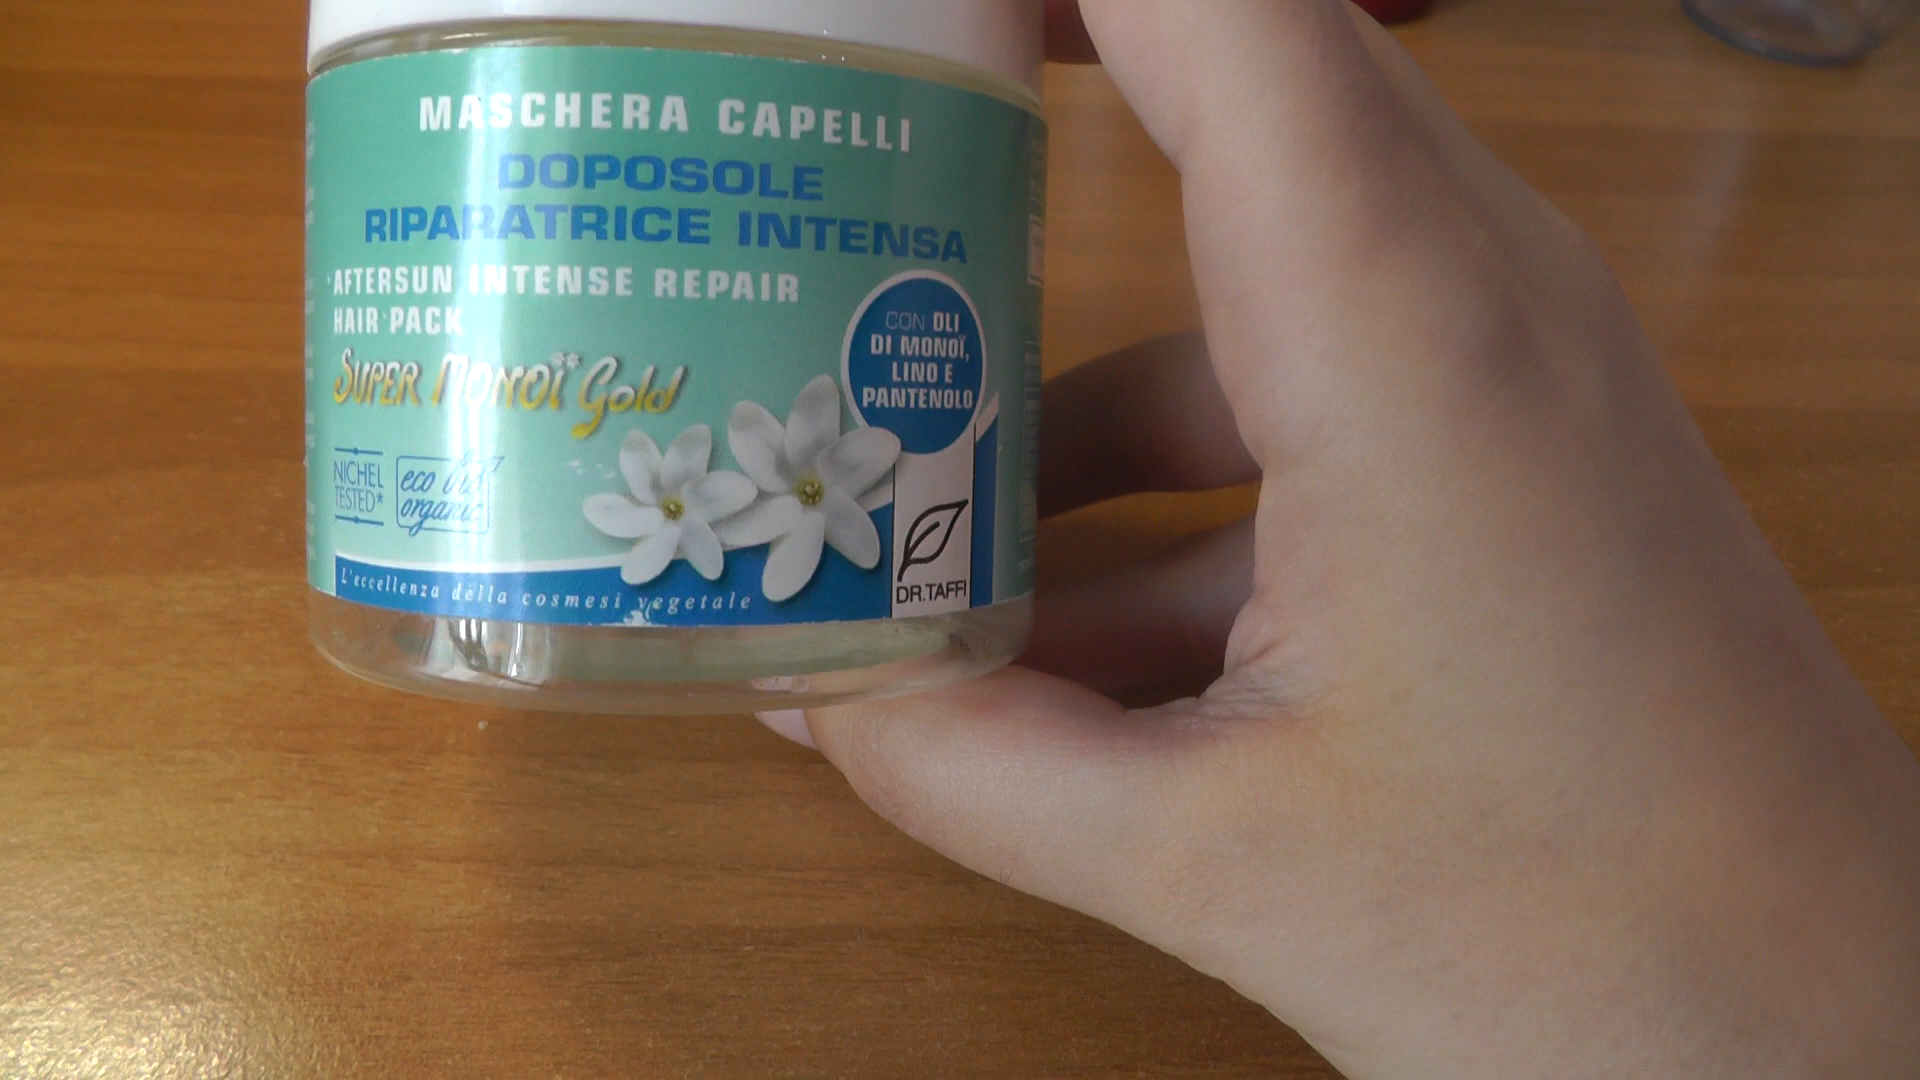 MASCHERA CAPELLI
DOPOSOLE
RIPARATRICE INTENSA
AFTERSUN INTENSE REPAIR
HAIR PACK
SUPER MONOÏ Gold
CON OLI
DI MONOÏ,
LINO E
PANTENOLO
NICHEL
TESTED*
eco bio
organic
L'eccellenza della cosmesi vegetale
DR.TAFFI